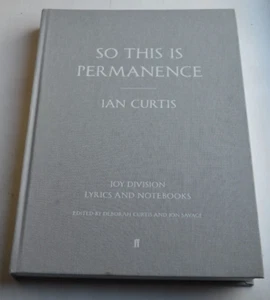 SO THIS IS
PERMANENCE
IAN CURTIS
JOY DIVISION
LYRICS AND NOTEBOOKS
EDITED BY DEBORAH CURTIS AND JON SAVAGE
ff